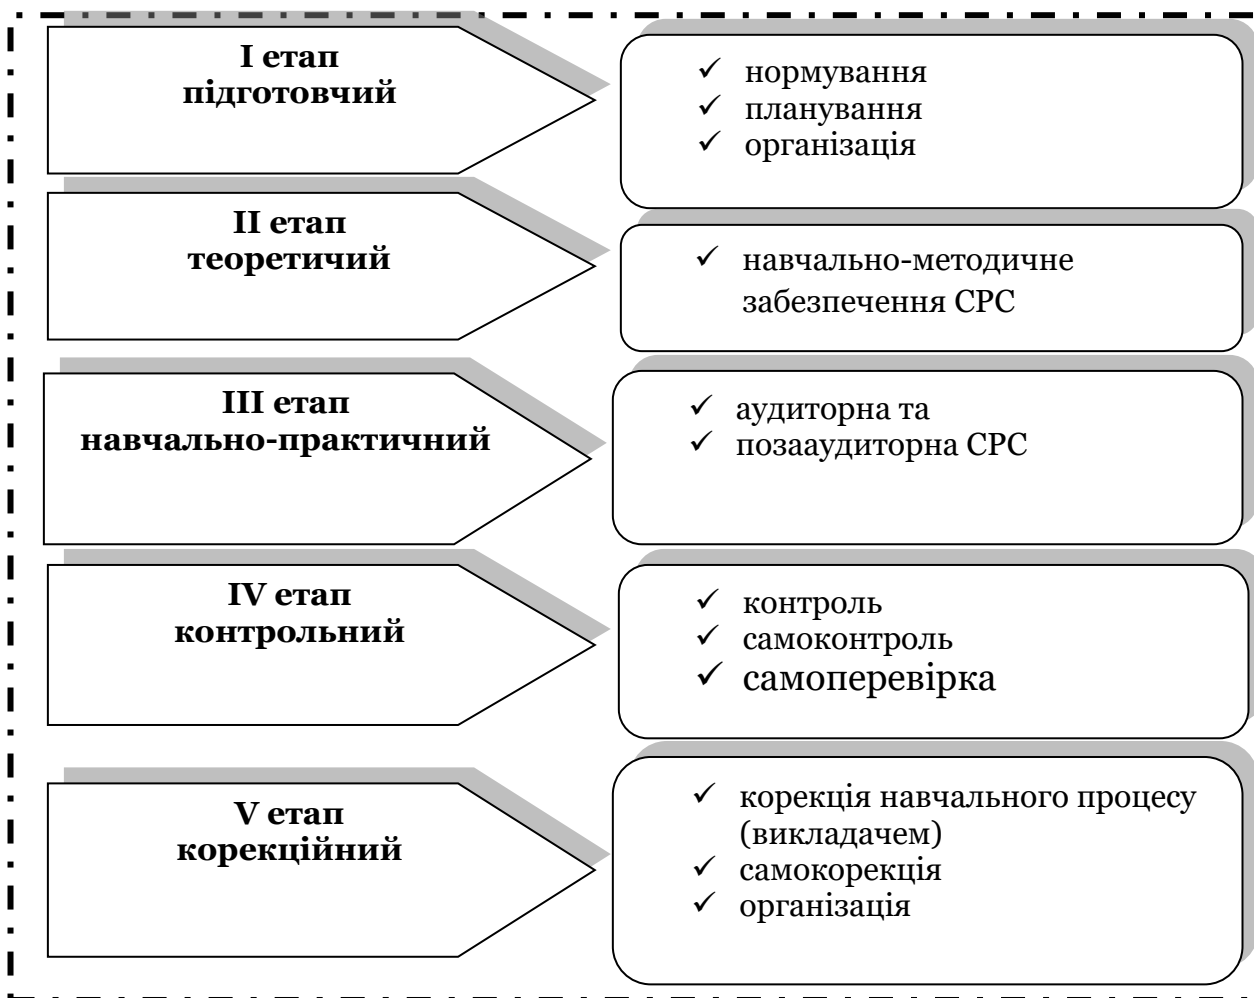 I етап
підготовчий
✓ нормування
✓ планування
✓ організація
II етап
теоретичий
✓ навчально-методичне
забезпечення СРС
III етап
навчально-практичний
✓ аудиторна та
✓ позааудиторна СРС
IV етап
контрольний
✓ контроль
✓ самоконтроль
✓ самоперевірка
V етап
корекційний
✓ корекція навчального процесу
(викладачем)
✓ самокорекція
✓ організація